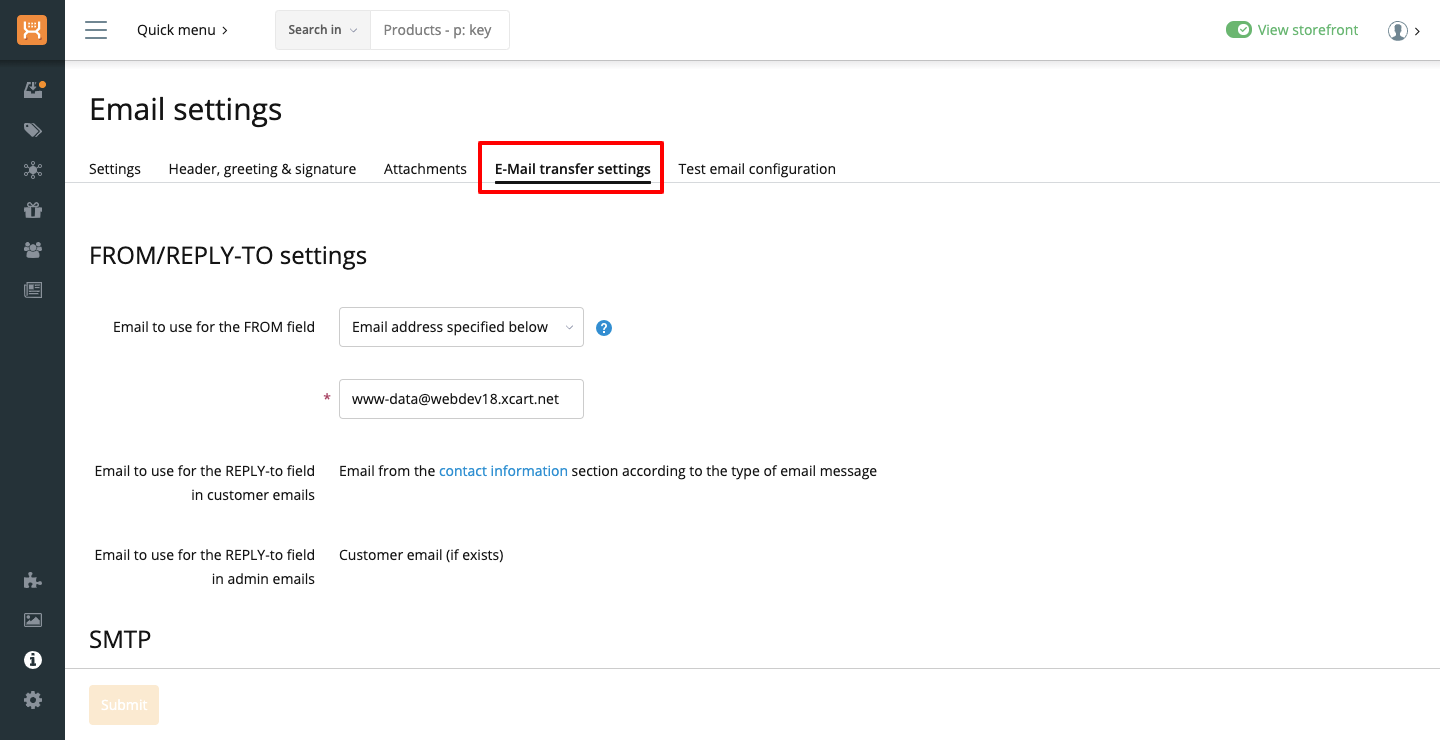 Quick menu
Search in
Products - p: key
View storefront
Email settings
Settings
Header, greeting & signature
Attachments
E-Mail transfer settings
Test email configuration
FROM/REPLY-TO settings
Email to use for the FROM field
Email address specified below
?
*
www-data@webdev18.xcart.net
Email to use for the REPLY-to field
in customer emails
Email from the contact information section according to the type of email message
Email to use for the REPLY-to field
in admin emails
Customer email (if exists)
SMTP
Submit